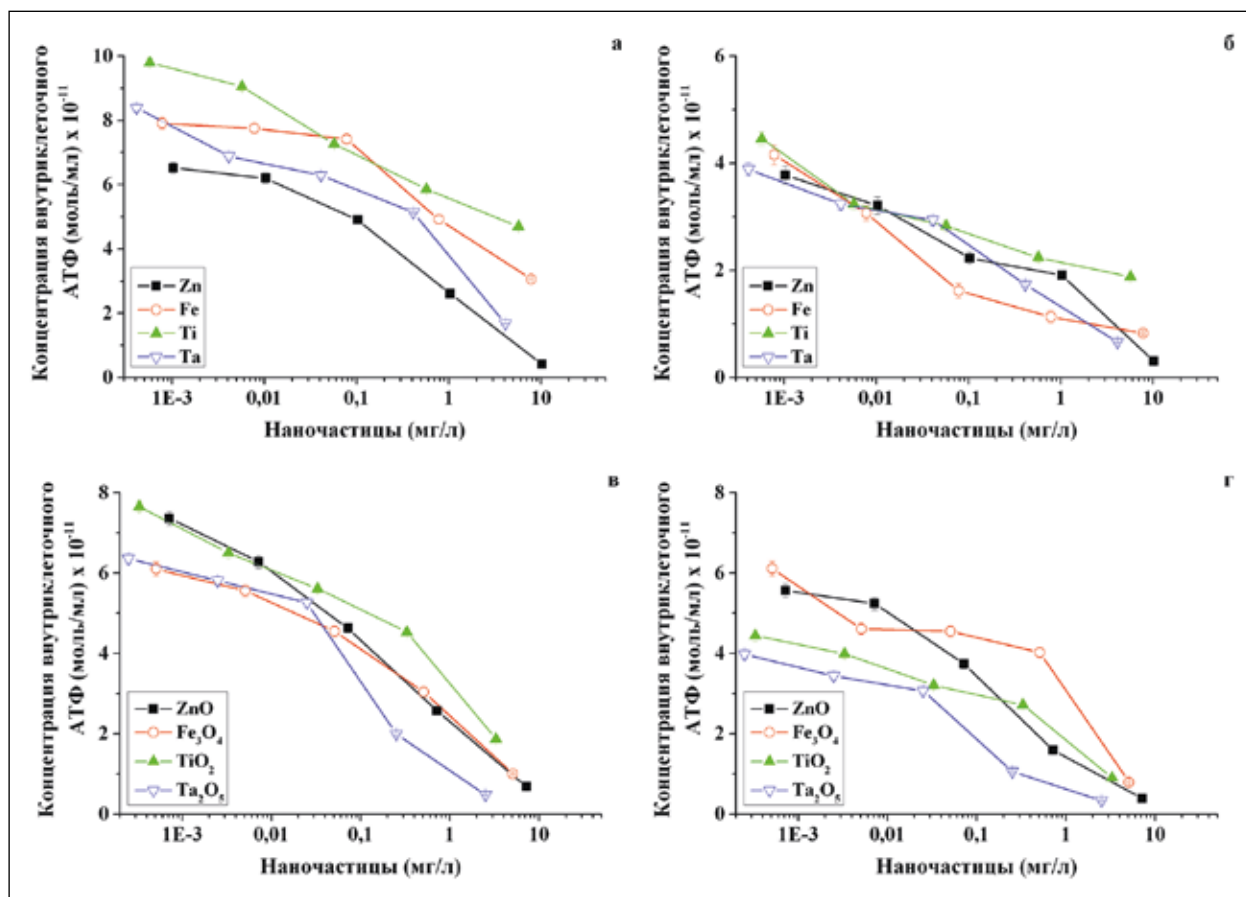 а
Концентрация внутриклеточного
АТФ (моль/мл) x 10⁻¹¹
10
8
6
4
2
0
Zn
Fe
Ti
Ta
1E-3 0,01 0,1 1 10
Наночастицы (мг/л)
б
Концентрация внутриклеточного
АТФ (моль/мл) x 10⁻¹¹
6
4
2
0
Zn
Fe
Ti
Ta
1E-3 0,01 0,1 1 10
Наночастицы (мг/л)
в
Концентрация внутриклеточного
АТФ (моль/мл) x 10⁻¹¹
8
6
4
2
0
ZnO
Fe₃O₄
TiO₂
Ta₂O₅
1E-3 0,01 0,1 1 10
Наночастицы (мг/л)
г
Концентрация внутриклеточного
АТФ (моль/мл) x 10⁻¹¹
8
6
4
2
0
ZnO
Fe₃O₄
TiO₂
Ta₂O₅
1E-3 0,01 0,1 1 10
Наночастицы (мг/л)